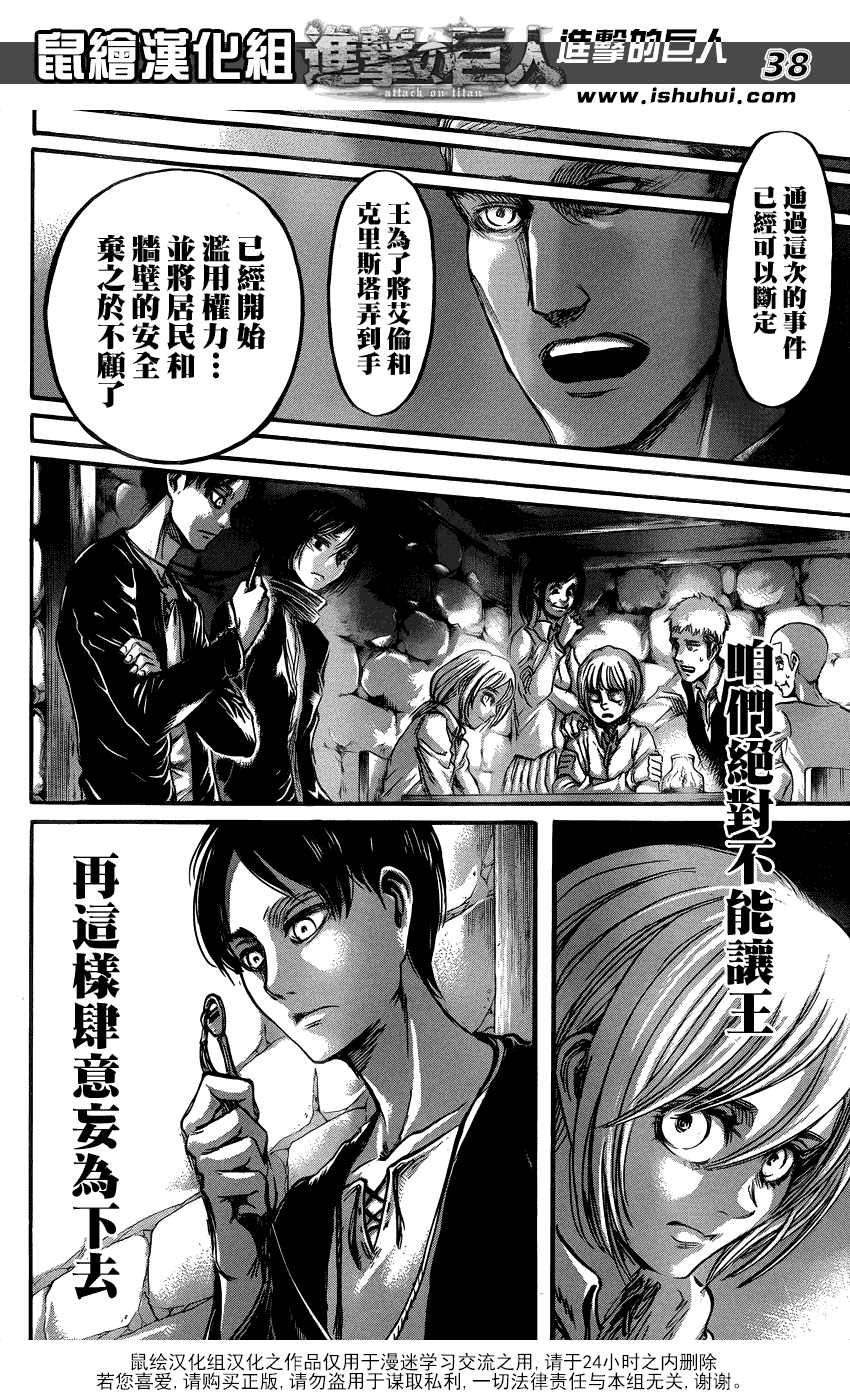 鼠繪漢化組
進擊の巨人
attack on titan
進擊的巨人
38
www.ishuhui.com
通過這次的事件
已經可以斷定
王為了將艾倫和
克里斯塔弄到手
已經開始
濫用權力…
並將居民和
牆壁的安全
棄之於不顧了
咱們絕對不能讓王
再這樣肆意妄為下去
鼠绘汉化组汉化之作品仅用于漫迷学习交流之用,请于24小时之内删除
若您喜爱,请购买正版,请勿盗用于谋取私利,一切法律责任与本组无关,谢谢。